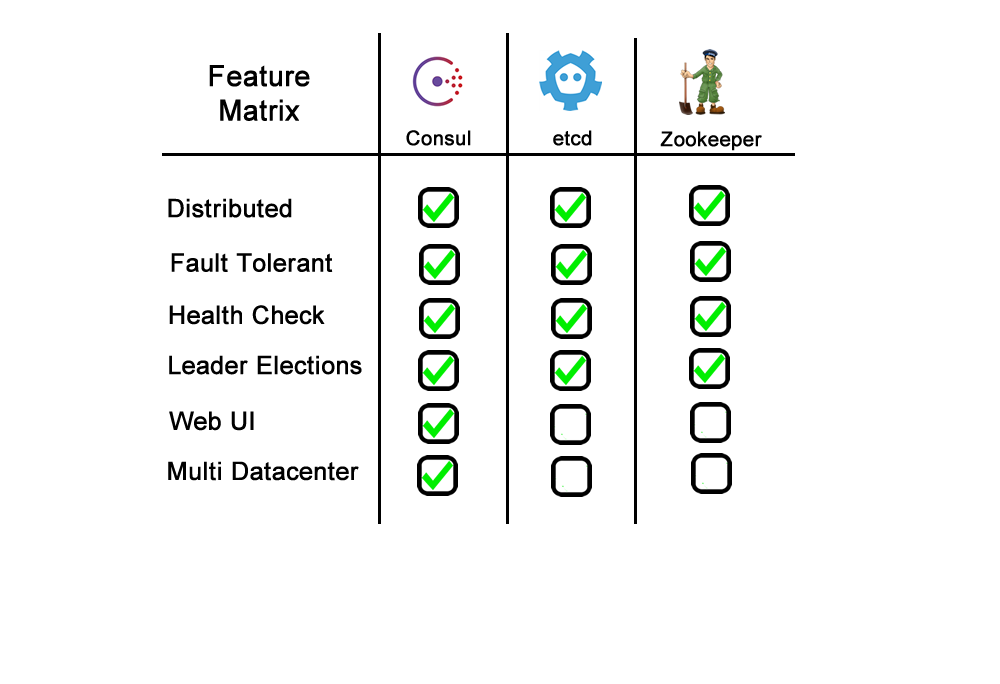 Feature
Matrix
Consul
etcd
Zookeeper
Distributed
Fault Tolerant
Health Check
Leader Elections
Web UI
Multi Datacenter